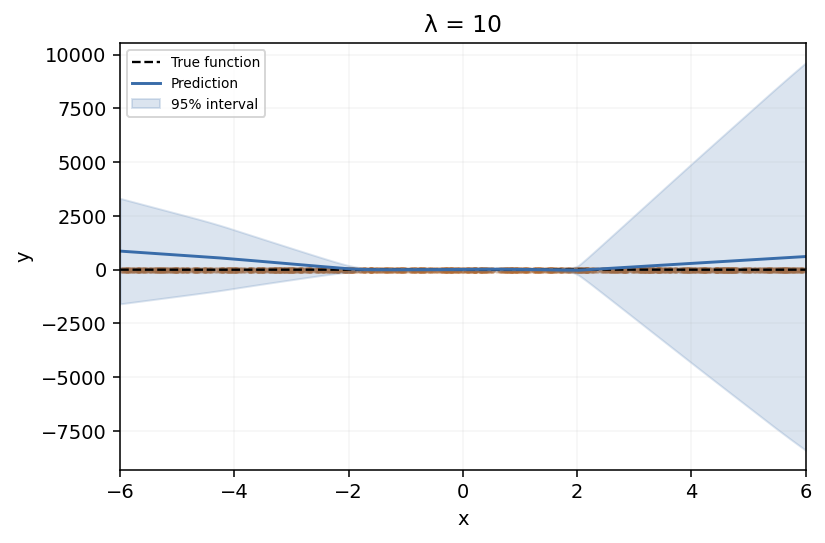 λ = 10
True function
Prediction
95% interval
y
10000
7500
5000
2500
0
−2500
−5000
−7500
−6 −4 −2 0 2 4 6
x